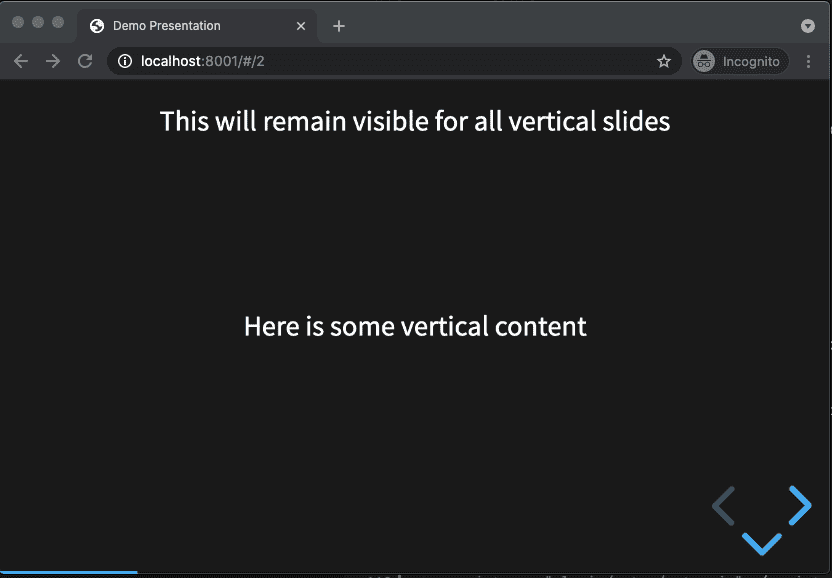 Demo Presentation
localhost:8001/#/2
Incognito
This will remain visible for all vertical slides
Here is some vertical content